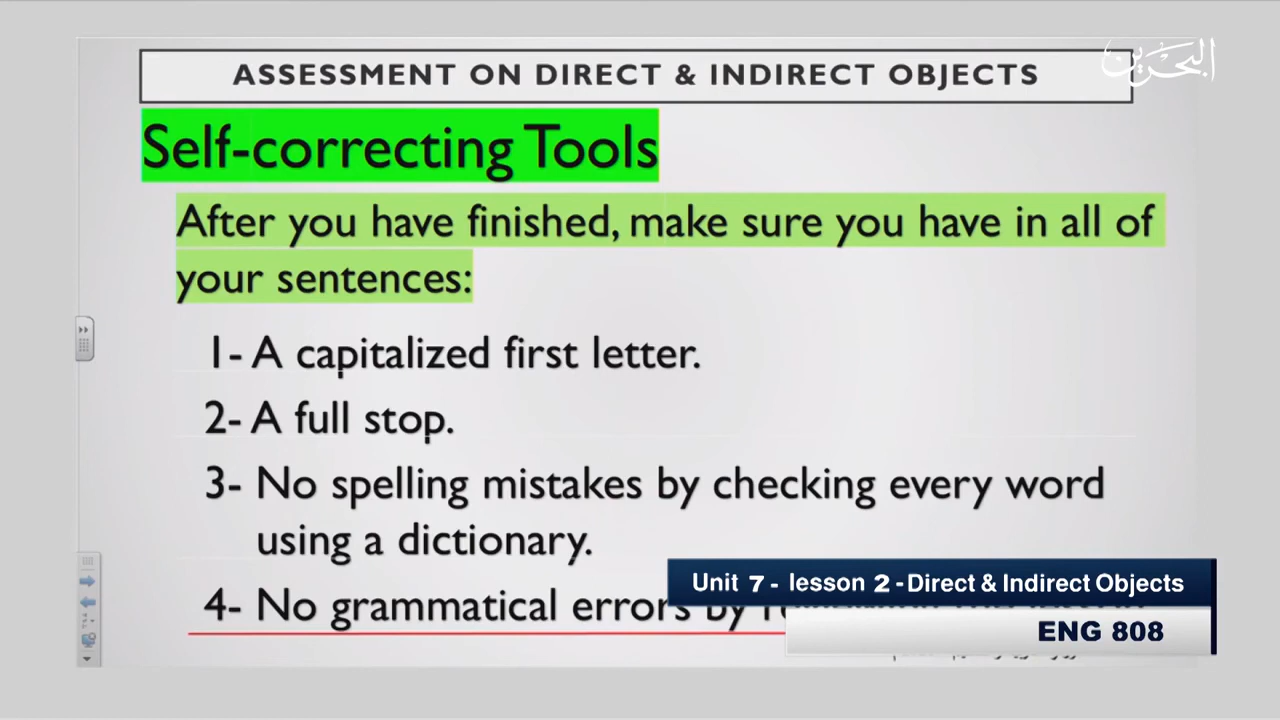 البحرين
ASSESSMENT ON DIRECT & INDIRECT OBJECTS
Self-correcting Tools
After you have finished, make sure you have in all of
your sentences:
1- A capitalized first letter.
2- A full stop.
3- No spelling mistakes by checking every word
using a dictionary.
4- No grammatical errors by
Unit 7 - lesson 2 - Direct & Indirect Objects
ENG 808